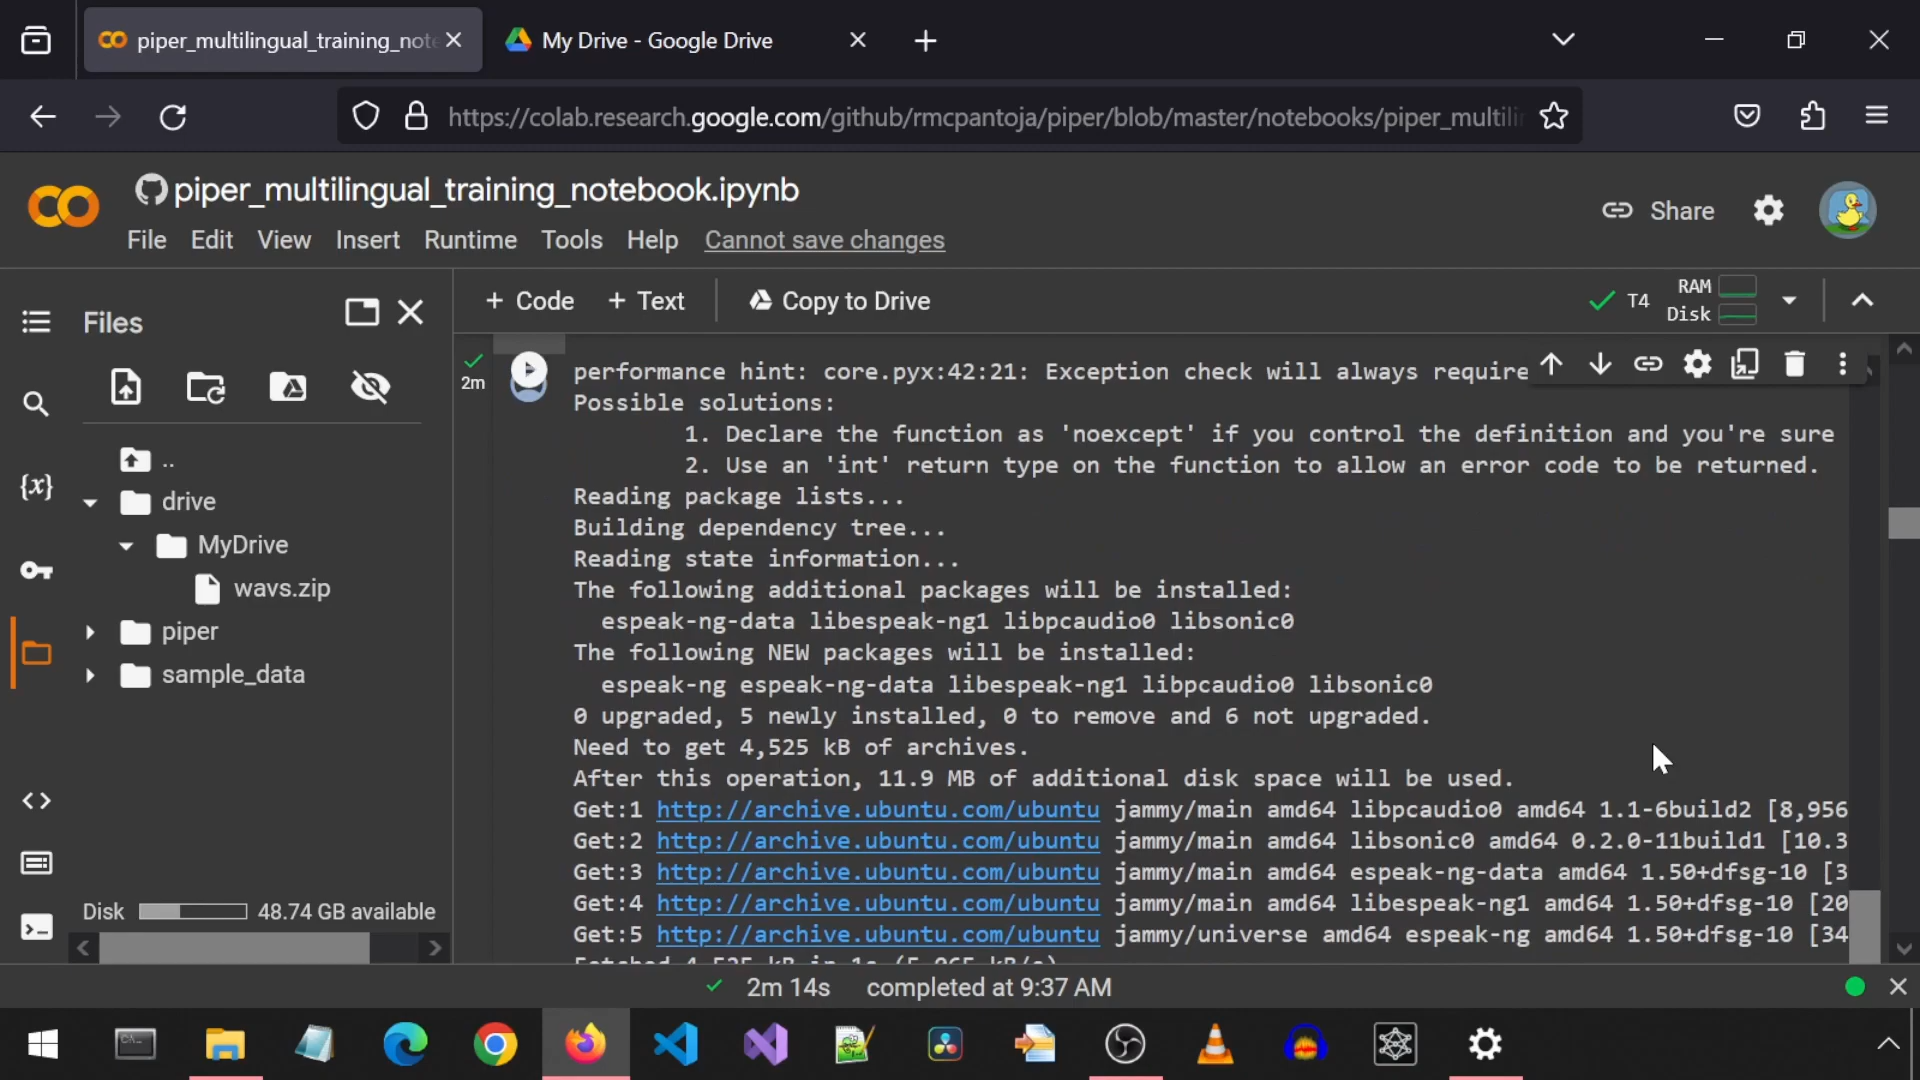 piper_multilingual_training_note
My Drive - Google Drive
https://colab.research.google.com/github/rmcpantoja/piper/blob/master/notebooks/piper_multili
piper_multilingual_training_notebook.ipynb
File Edit View Insert Runtime Tools Help Cannot save changes
Share
Files
+ Code + Text Copy to Drive
T4 RAM
Disk
2m
performance hint: core.pyx:42:21: Exception check will always require
Possible solutions:
1. Declare the function as 'noexcept' if you control the definition and you're sure
2. Use an 'int' return type on the function to allow an error code to be returned.
Reading package lists...
Building dependency tree...
Reading state information...
The following additional packages will be installed:
espeak-ng-data libespeak-ng1 libpcaudio0 libsonic0
The following NEW packages will be installed:
espeak-ng espeak-ng-data libespeak-ng1 libpcaudio0 libsonic0
0 upgraded, 5 newly installed, 0 to remove and 6 not upgraded.
Need to get 4,525 kB of archives.
After this operation, 11.9 MB of additional disk space will be used.
Get:1 http://archive.ubuntu.com/ubuntu jammy/main amd64 libpcaudio0 amd64 1.1-6build2 [8,956
Get:2 http://archive.ubuntu.com/ubuntu jammy/main amd64 libsonic0 amd64 0.2.0-11build1 [10.3
Get:3 http://archive.ubuntu.com/ubuntu jammy/main amd64 espeak-ng-data amd64 1.50+dfsg-10 [3
Get:4 http://archive.ubuntu.com/ubuntu jammy/main amd64 libespeak-ng1 amd64 1.50+dfsg-10 [20
Get:5 http://archive.ubuntu.com/ubuntu jammy/universe amd64 espeak-ng amd64 1.50+dfsg-10 [34
..
drive
MyDrive
wavs.zip
piper
sample_data
{x}
Disk 48.74 GB available
2m 14s completed at 9:37 AM